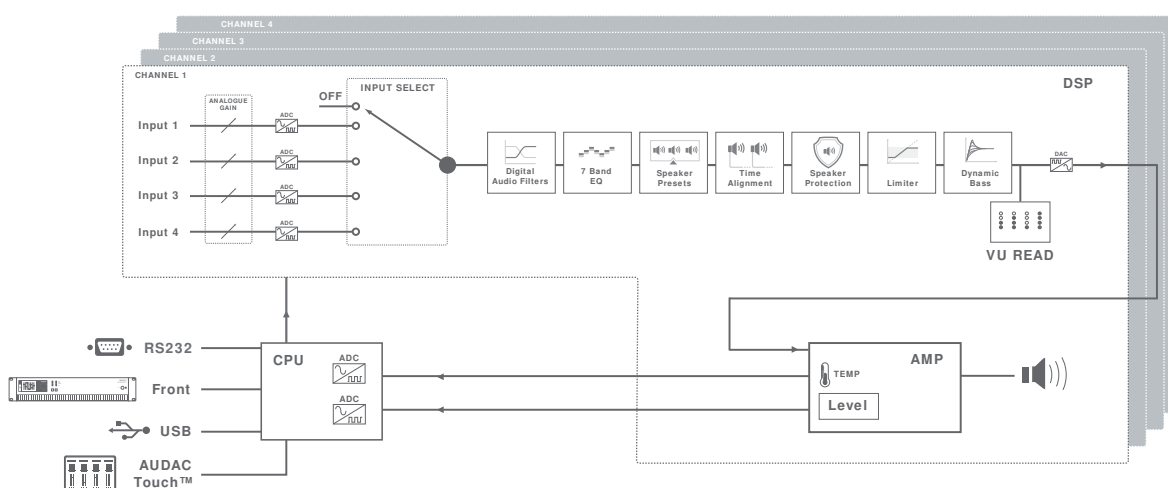 CHANNEL 4
CHANNEL 3
CHANNEL 2
CHANNEL 1
DSP
ANALOGUE
GAIN
INPUT SELECT
OFF
ADC
Input 1
ADC
Input 2
ADC
Input 3
ADC
Input 4
Digital
Audio Filters
7 Band
EQ
Speaker
Presets
Time
Alignment
Speaker
Protection
Limiter
Dynamic
Bass
DAC
VU READ
RS232
Front
USB
AUDAC
Touch™
CPU
ADC
ADC
AMP
TEMP
Level